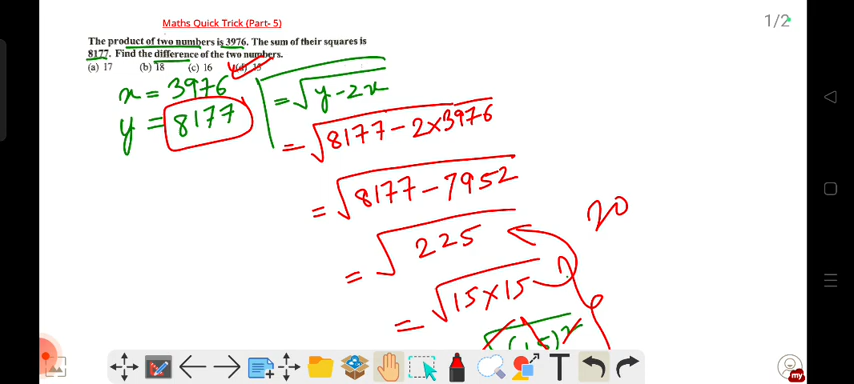 Maths Quick Trick (Part- 5)
1/2
The product of two numbers is 3976. The sum of their squares is
8177. Find the difference of the two numbers.
(a) 17 (b) 18 (c) 16 (d) 15
x = 3976
y = 8177
= √y - 2x
= √8177 - 2×3976
= √8177 - 7952
= √225
20
= √15×15
T
my